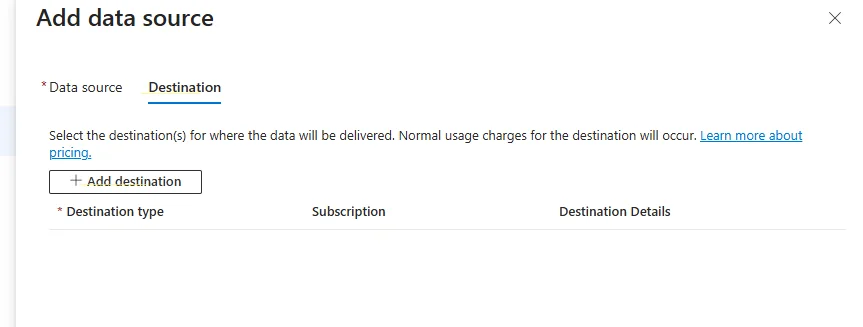 Add data source
* Data source Destination
Select the destination(s) for where the data will be delivered. Normal usage charges for the destination will occur. Learn more about
pricing.
+ Add destination
* Destination type Subscription Destination Details